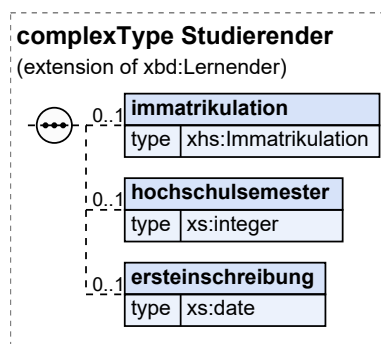 complexType Studierender
(extension of xbd:Lernender)
0..1
immatrikulation
type xhs:Immatrikulation
0..1
hochschulsemester
type xs:integer
0..1
ersteinschreibung
type xs:date